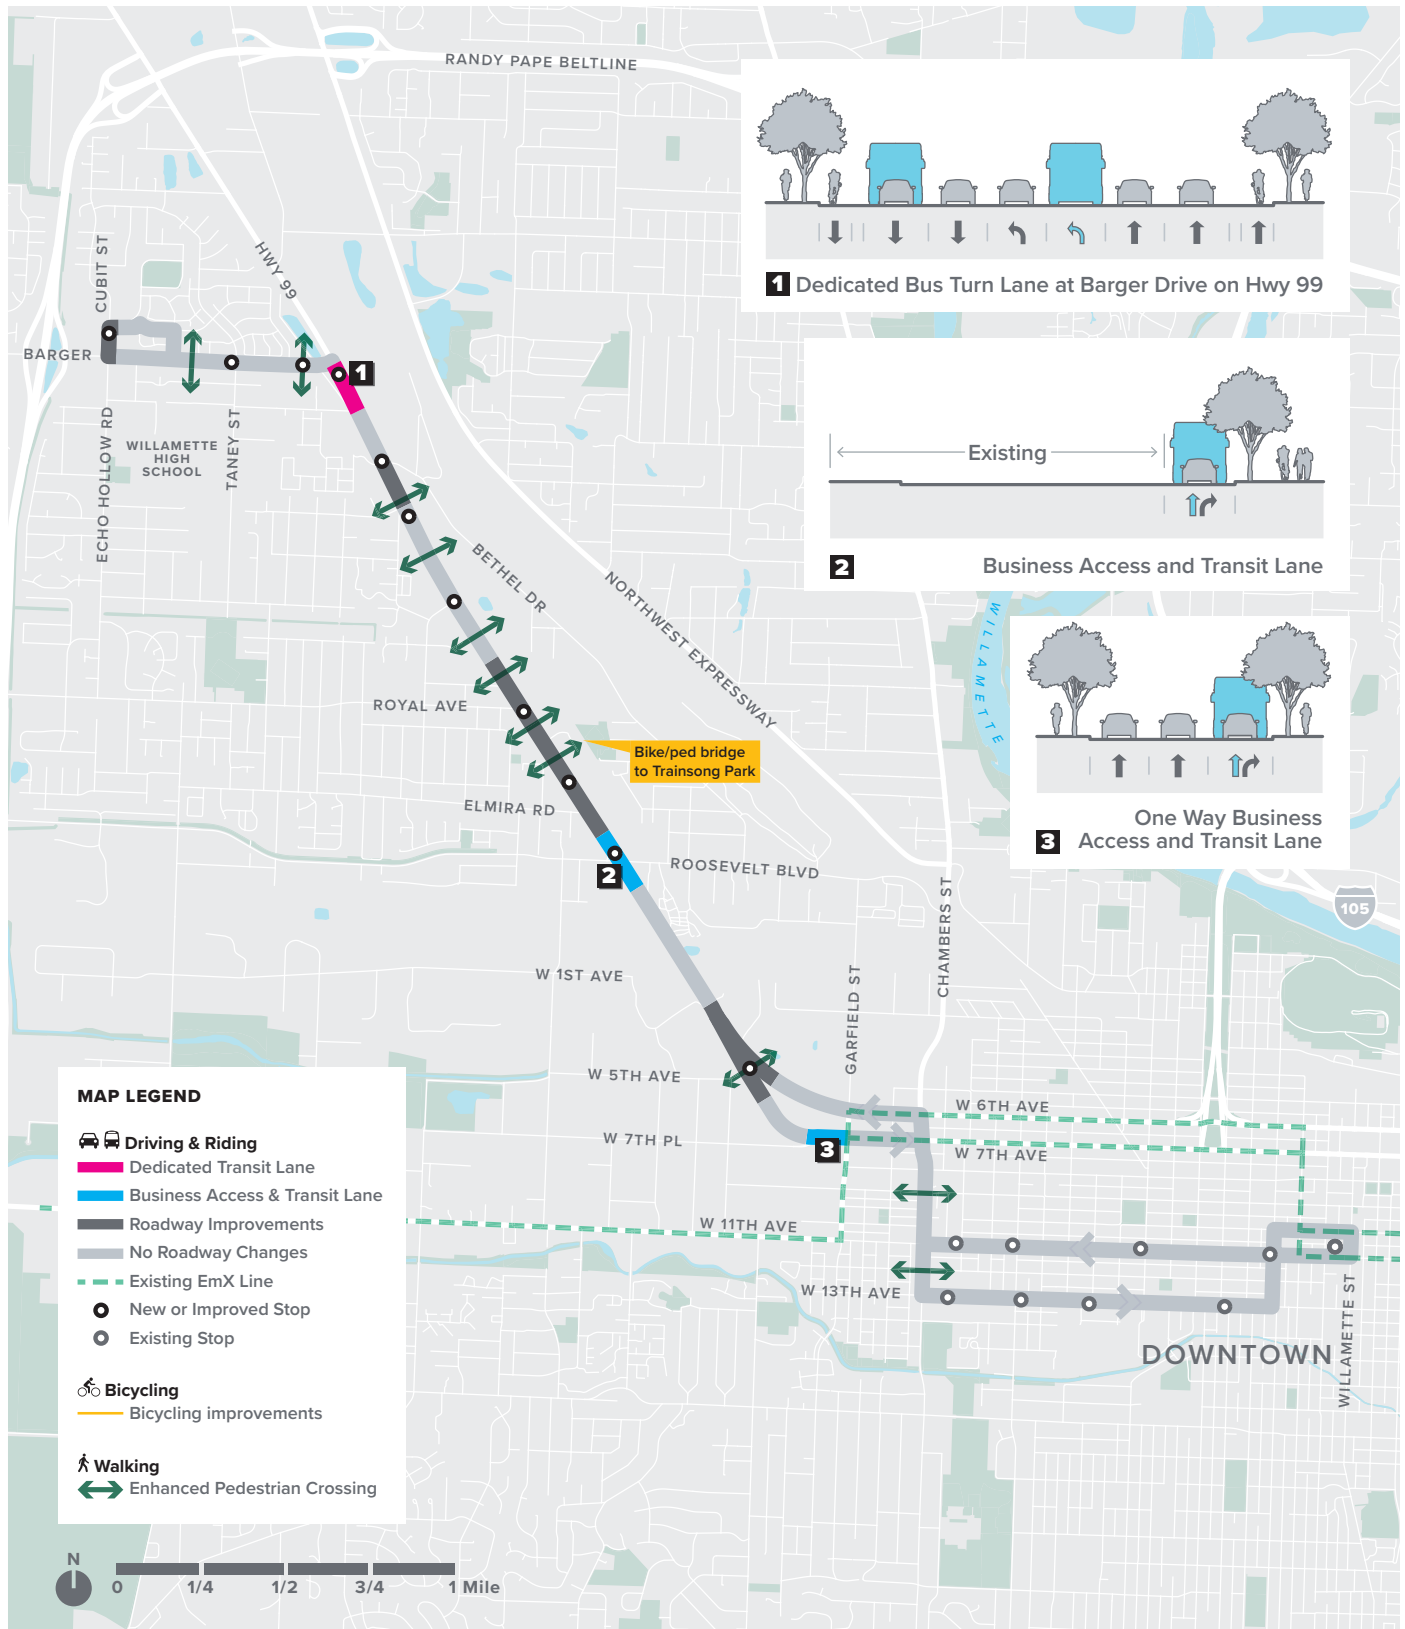 RANDY PAPE BELTLINE
1 Dedicated Bus Turn Lane at Barger Drive on Hwy 99
CUBIT ST
HWY 99
BARGER
1
ECHO HOLLOW RD
WILLAMETTE
HIGH
SCHOOL
TANEY ST
Existing
2 Business Access and Transit Lane
BETHEL DR
NORTHWEST EXPRESSWAY
WILLAMETTE
ROYAL AVE
Bike/ped bridge
to Trainsong Park
ELMIRA RD
One Way Business
3 Access and Transit Lane
2
ROOSEVELT BLVD
105
CHAMBERS ST
W 1ST AVE
GARFIELD ST
W 5TH AVE
W 6TH AVE
W 7TH PL
3
W 7TH AVE
W 11TH AVE
W 13TH AVE
DOWNTOWN
WILLAMETTE ST
MAP LEGEND
Driving & Riding
Dedicated Transit Lane
Business Access & Transit Lane
Roadway Improvements
No Roadway Changes
Existing EmX Line
New or Improved Stop
Existing Stop
Bicycling
Bicycling improvements
Walking
Enhanced Pedestrian Crossing
N
0 1/4 1/2 3/4 1 Mile